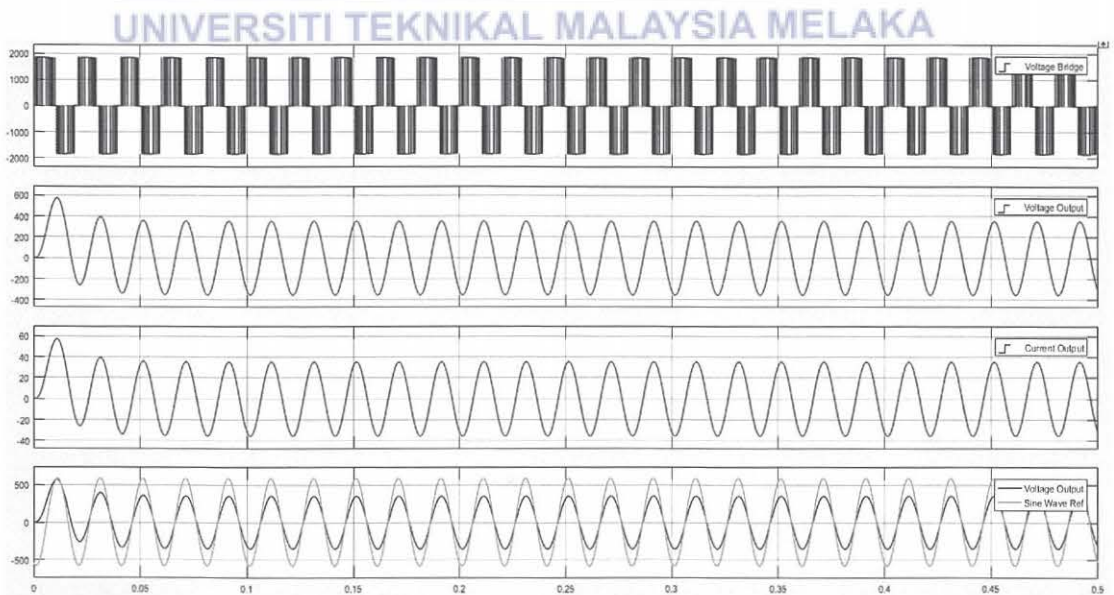 UNIVERSITI TEKNIKAL MALAYSIA MELAKA
2000
1000
0
-1000
-2000
Voltage Bridge
600
400
200
0
-200
-400
Voltage Output
60
40
20
0
-20
-40
Current Output
500
0
-500
Voltage Output
Sine Wave Ref
0 0.05 0.1 0.15 0.2 0.25 0.3 0.35 0.4 0.45 0.5